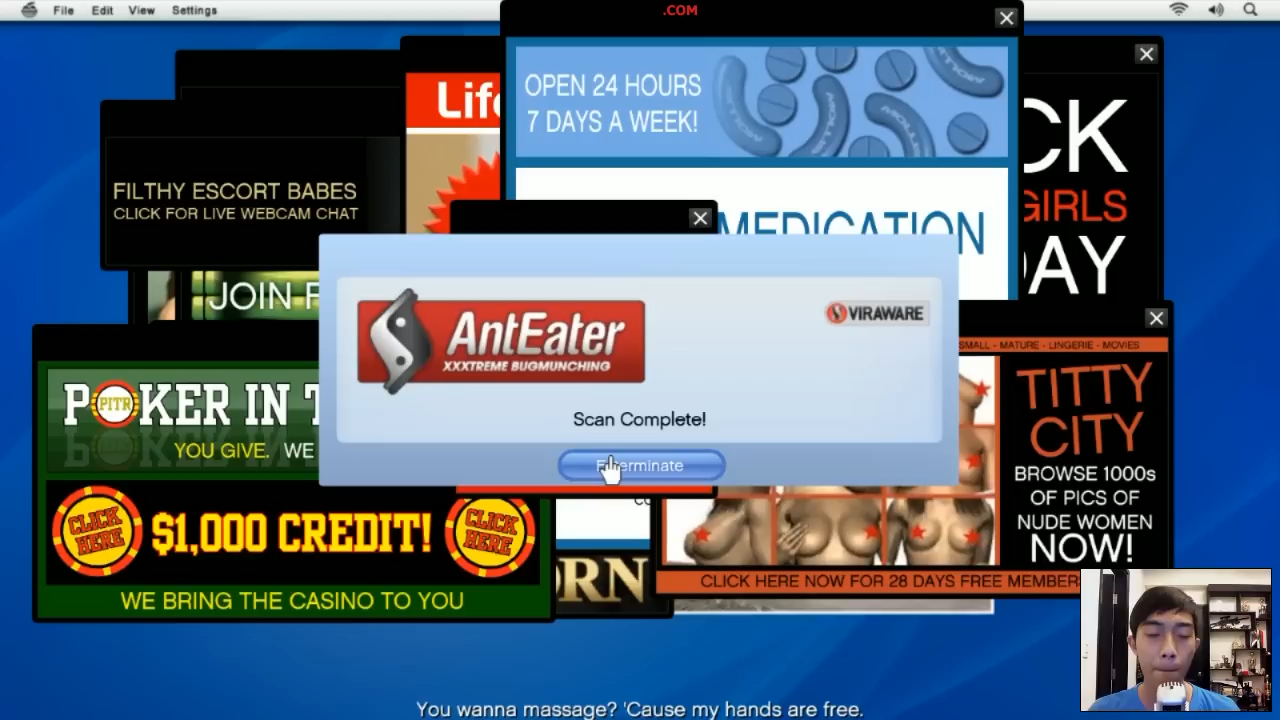 File Edit View Settings
.COM
OPEN 24 HOURS
7 DAYS A WEEK!
MEDICATION
FILTHY ESCORT BABES
CLICK FOR LIVE WEBCAM CHAT
JOIN
CK
GIRLS
AY
AntEater
XXXTREME BUGMUNCHING
VIRAWARE
Scan Complete!
POKER IN
PITR
YOU GIVE. WE
CLICK HERE
$1,000 CREDIT!
CLICK HERE
WE BRING THE CASINO TO YOU
SMALL - MATURE - LINGERIE - MOVIES
TITTY
CITY
BROWSE 1000s
OF PICS OF
NUDE WOMEN
NOW!
CLICK HERE NOW FOR 28 DAYS FREE
RN
You wanna massage? 'Cause my hands are free.